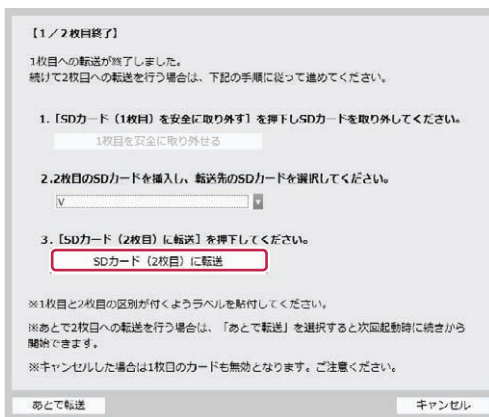 【1／2枚目終了】
1枚目への転送が終了しました。
続けて2枚目への転送を行う場合は、下記の手順に従って進めてください。
1. [SDカード（1枚目）を安全に取り外す] を押下しSDカードを取り外してください。
1枚目を安全に取り外せる
2.2枚目のSDカードを挿入し、転送先のSDカードを選択してください。
V
3. [SDカード（2枚目）に転送] を押下してください。
SDカード（2枚目）に転送
※1枚目と2枚目の区別が付くようラベルを貼付してください。
※あとで2枚目への転送を行う場合は、「あとで転送」を選択すると次回起動時に続きから
開始できます。
※キャンセルした場合は1枚目のカードも無効となります。ご注意ください。
あとで転送
キャンセル